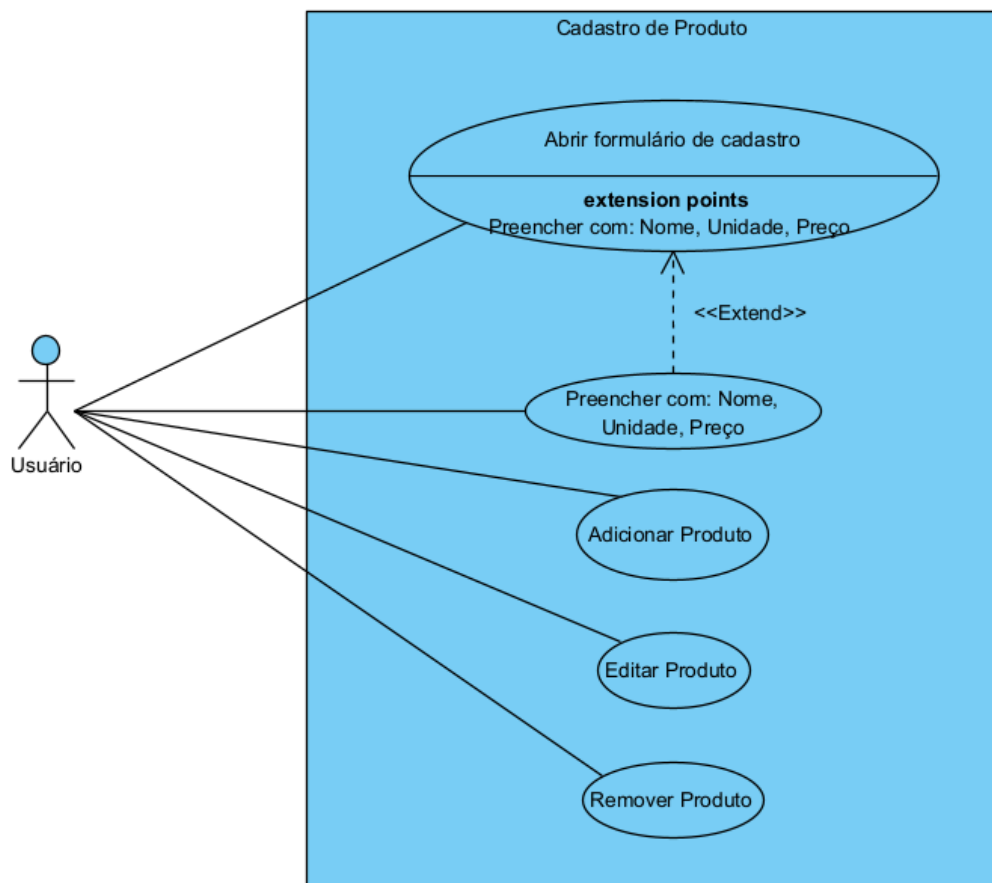 Cadastro de Produto
Abrir formulário de cadastro
extension points
Preencher com: Nome, Unidade, Preço
<<Extend>>
Preencher com: Nome,
Unidade, Preço
Usuário
Adicionar Produto
Editar Produto
Remover Produto